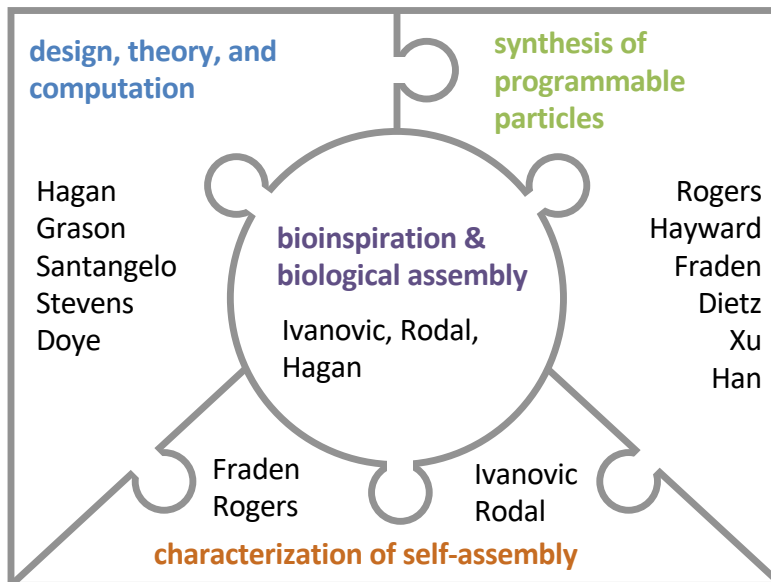 design, theory, and
computation
synthesis of
programmable
particles
Hagan
Grason
Santangelo
Stevens
Doye
bioinspiration &
biological assembly
Ivanovic, Rodal,
Hagan
Rogers
Hayward
Fraden
Dietz
Xu
Han
Fraden
Rogers
Ivanovic
Rodal
characterization of self-assembly